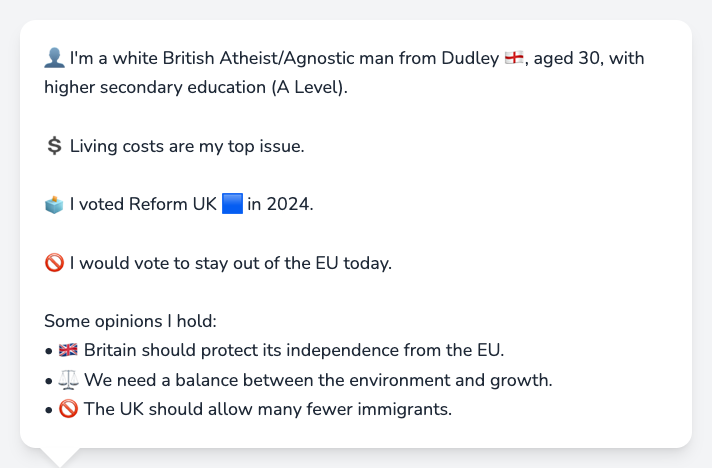 👤 I'm a white British Atheist/Agnostic man from Dudley 🏴󠁧󠁢󠁥󠁮󠁧󠁿, aged 30, with
higher secondary education (A Level).
💲 Living costs are my top issue.
🗳️ I voted Reform UK 🟦 in 2024.
🚫 I would vote to stay out of the EU today.
Some opinions I hold:
• 🇬🇧 Britain should protect its independence from the EU.
• ⚖️ We need a balance between the environment and growth.
• 🚫 The UK should allow many fewer immigrants.